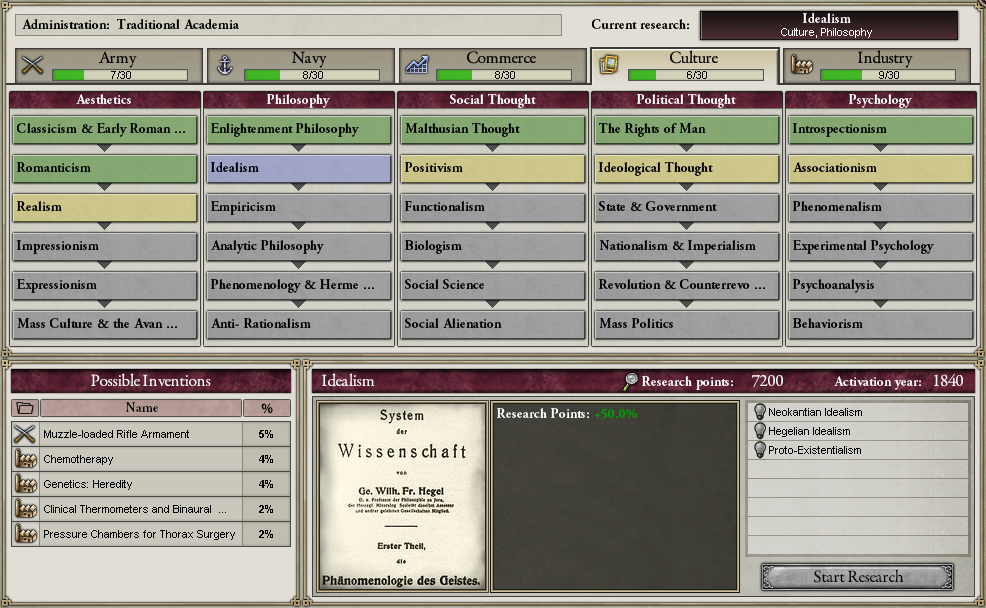 Administration: Traditional Academia
Current research:
Idealism
Culture, Philosophy
Army
7/30
Navy
8/30
Commerce
8/30
Culture
6/30
Industry
9/30
Aesthetics
Philosophy
Social Thought
Political Thought
Psychology
Classicism & Early Roman ...
Enlightenment Philosophy
Malthusian Thought
The Rights of Man
Introspectionism
Romanticism
Idealism
Positivism
Ideological Thought
Associationism
Realism
Empiricism
Functionalism
State & Government
Phenomenalism
Impressionism
Analytic Philosophy
Biologism
Nationalism & Imperialism
Experimental Psychology
Expressionism
Phenomenology & Herme ...
Social Science
Revolution & Counterrevo ...
Psychoanalysis
Mass Culture & the Avan ...
Anti- Rationalism
Social Alienation
Mass Politics
Behaviorism
Possible Inventions
Name
%
Muzzle-loaded Rifle Armament
5%
Chemotherapy
4%
Genetics: Heredity
4%
Clinical Thermometers and Binaural ...
2%
Pressure Chambers for Thorax Surgery
2%
Idealism
Research points: 7200
Activation year: 1840
System
der
Wissenschaft
von
Ge. Wilh. Fr. Hegel
D. u. Professor der Philosophie zu Jena,
der Herzogl. Mineralog. Societät daselbst Assessor
und andrer gelehrten Gesellschaften Mitglied.
Erster Theil,
die
Phänomenologie des Geistes.
Research Points: +50.0%
Neokantian Idealism
Hegelian Idealism
Proto-Existentialism
Start Research